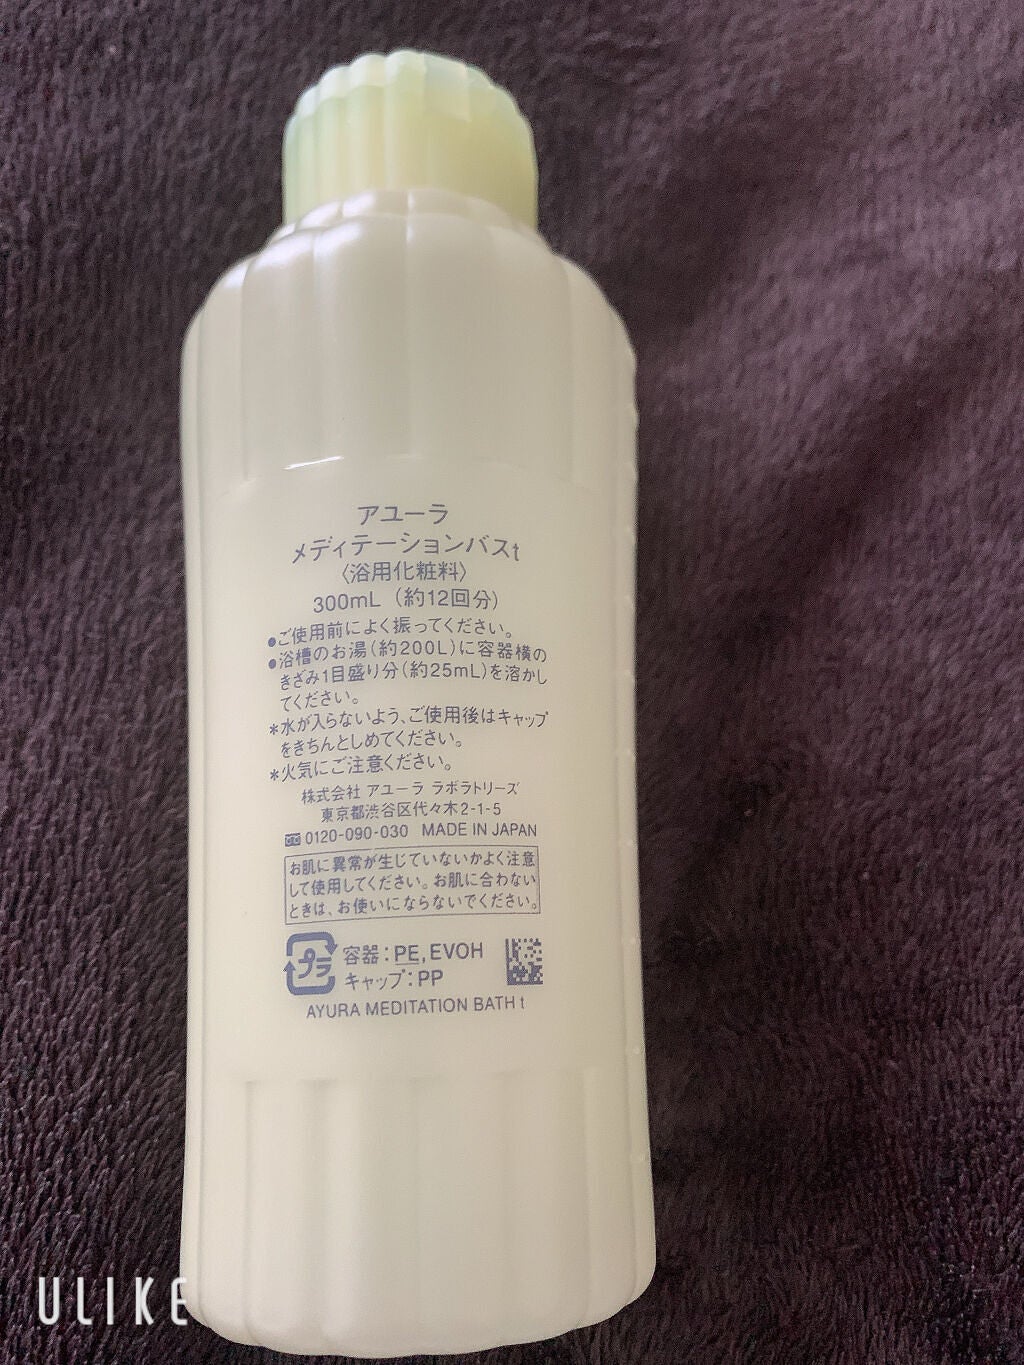 アユーラ
メディテーションバスt
〈浴用化粧料〉
300mL（約12回分）
●ご使用前によく振ってください。
●浴槽のお湯(約200L)に容器横の
きざみ1目盛り分(約25mL)を溶かし
てください。
＊水が入らないよう、ご使用後はキャップ
をきちんとしめてください。
＊火気にご注意ください。
株式会社 アユーラ ラボラトリーズ
東京都渋谷区代々木2-1-5
0120-090-030 MADE IN JAPAN
お肌に異常が生じていないかよく注意
して使用してください。お肌に合わない
ときは、お使いにならないでください。
プラ
容器：PE, EVOH
キャップ：PP
AYURA MEDITATION BATH t
ULIKE